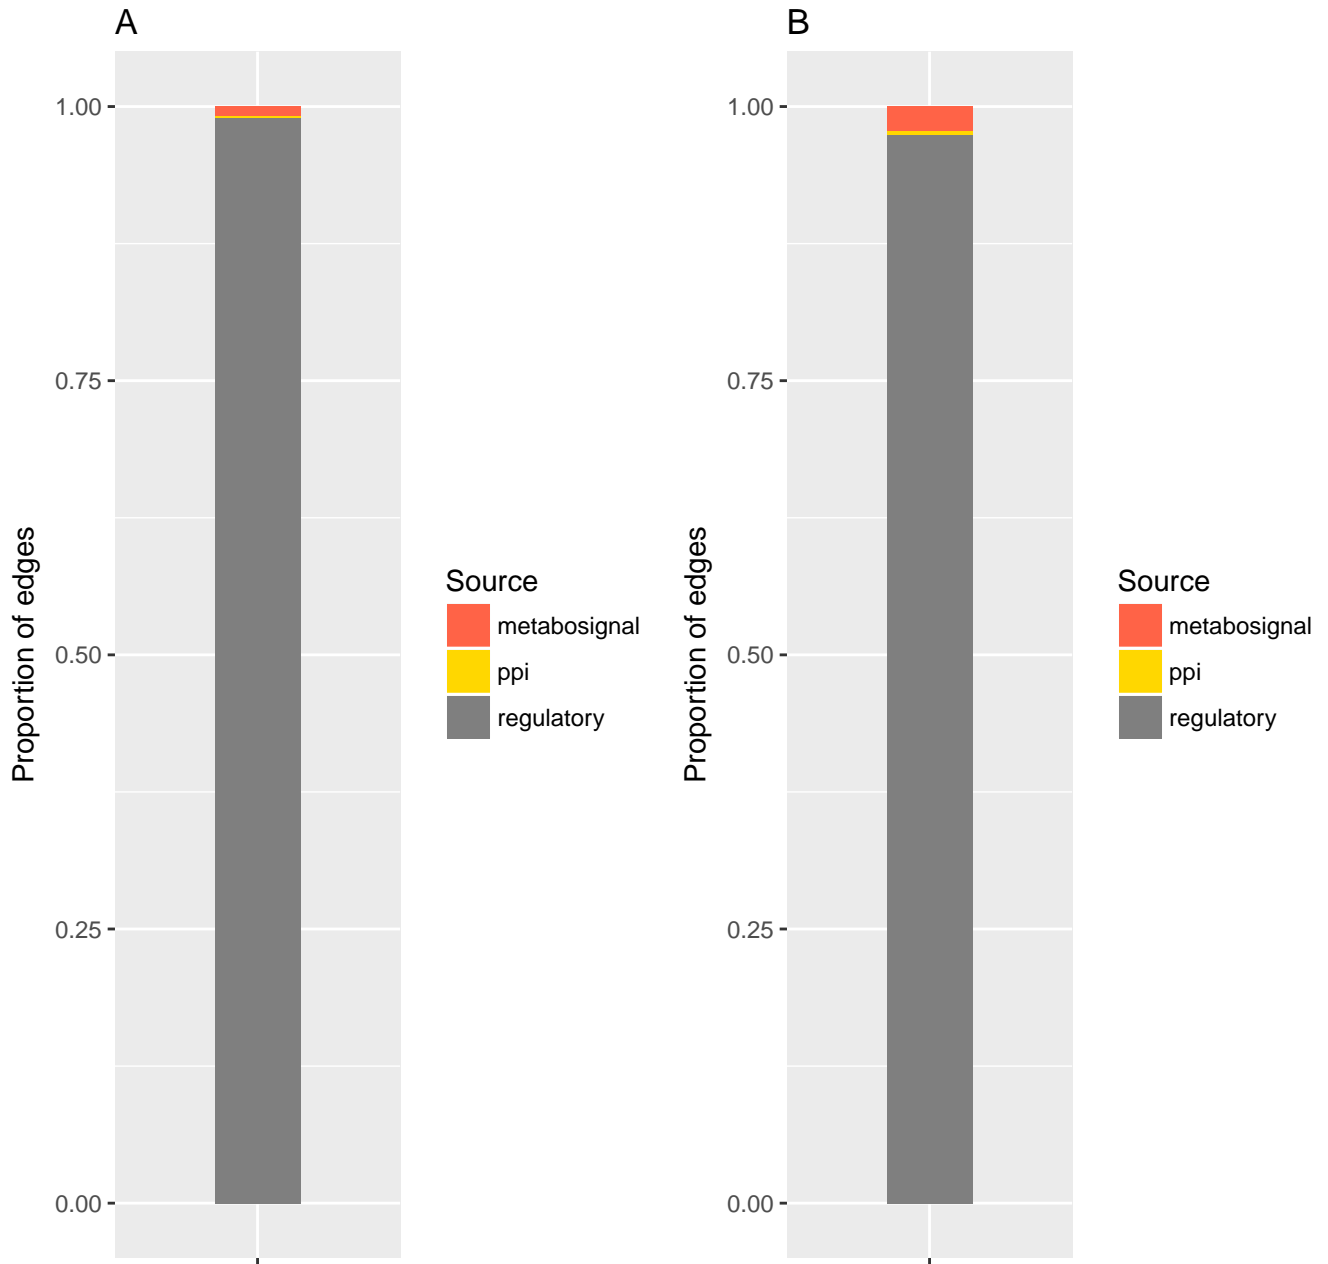 A
1.00
0.75
0.50
0.25
0.00
Proportion of edges
Source
metabosignal
ppi
regulatory
B
1.00
0.75
0.50
0.25
0.00
Proportion of edges
Source
metabosignal
ppi
regulatory